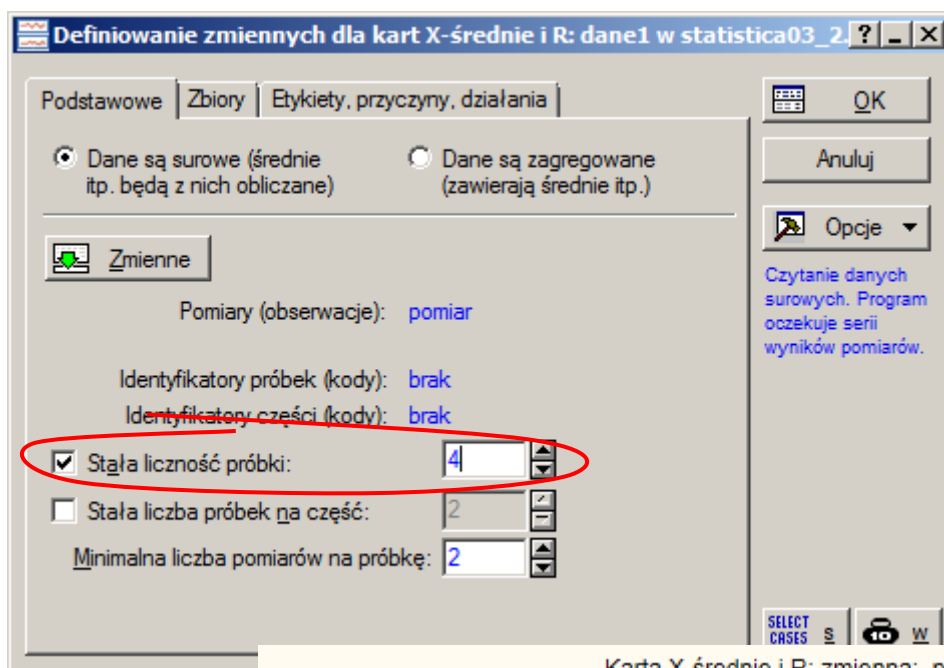 Definiowanie zmiennych dla kart X-średnie i R: dane1 w statistica03_2.
Podstawowe Zbiory Etykiety, przyczyny, działania
OK
Anuluj
Opcje
Dane są surowe (średnie
itp. będą z nich obliczane)
Dane są zagregowane
(zawierają średnie itp.)
Zmienne
Czytanie danych
surowych. Program
oczekuje serii
wyników pomiarów.
Pomiary (obserwacje): pomiar
Identyfikatory próbek (kody): brak
Identyfikatory części (kody): brak
Stała liczność próbki: 4
Stała liczba próbek na część: 2
Minimalna liczba pomiarów na próbkę: 2
SELECT
CASES S W
Karta X-średnie i R; zmienna: